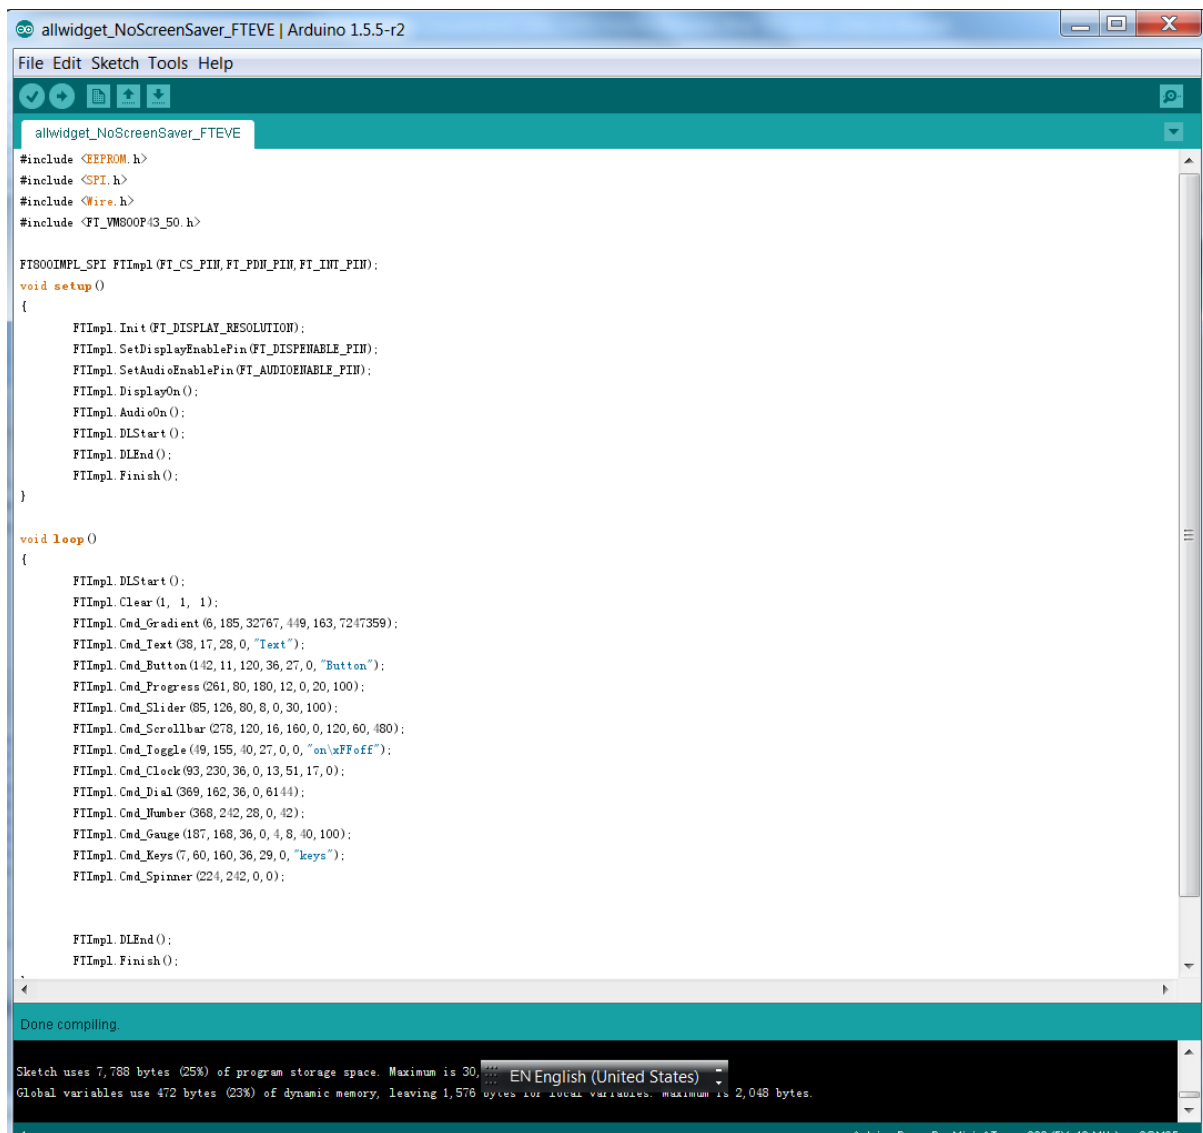 allwidget_NoScreenSaver_FTEVE | Arduino 1.5.5-r2
File Edit Sketch Tools Help
allwidget_NoScreenSaver_FTEVE
#include <EEPROM.h>
#include <SPI.h>
#include <Wire.h>
#include <FT_VM800P43_50.h>
FT800IMPL_SPI FTImpl(FT_CS_PIN,FT_PDN_PIN,FT_INT_PIN);
void setup()
{
FTImpl.Init(FT_DISPLAY_RESOLUTION);
FTImpl.SetDisplayEnablePin(FT_DISPENABLE_PIN);
FTImpl.SetAudioEnablePin(FT_AUDIOENABLE_PIN);
FTImpl.DisplayOn();
FTImpl.AudioOn();
FTImpl.DLStart();
FTImpl.DLEnd();
FTImpl.Finish();
}
void loop()
{
FTImpl.DLStart();
FTImpl.Clear(1, 1, 1);
FTImpl.Cmd_Gradient(6,185,32767,449,163,7247359);
FTImpl.Cmd_Text(38,17,28,0,"Text");
FTImpl.Cmd_Button(142,11,120,36,27,0,"Button");
FTImpl.Cmd_Progress(261,80,180,12,0,20,100);
FTImpl.Cmd_Slider(85,126,80,8,0,30,100);
FTImpl.Cmd_Scrollbar(278,120,16,160,0,120,60,480);
FTImpl.Cmd_Toggle(49,155,40,27,0,0,"on\xFFoff");
FTImpl.Cmd_Clock(93,230,36,0,13,51,17,0);
FTImpl.Cmd_Dial(369,162,36,0,6144);
FTImpl.Cmd_Number(368,242,28,0,42);
FTImpl.Cmd_Gauge(187,168,36,0,4,8,40,100);
FTImpl.Cmd_Keys(7,60,160,36,29,0,"keys");
FTImpl.Cmd_Spinner(224,242,0,0);
FTImpl.DLEnd();
FTImpl.Finish();
Done compiling.
Sketch uses 7,788 bytes (25%) of program storage space. Maximum is 30,
EN English (United States)
Global variables use 472 bytes (23%) of dynamic memory, leaving 1,576 bytes for local variables. Maximum is 2,048 bytes.